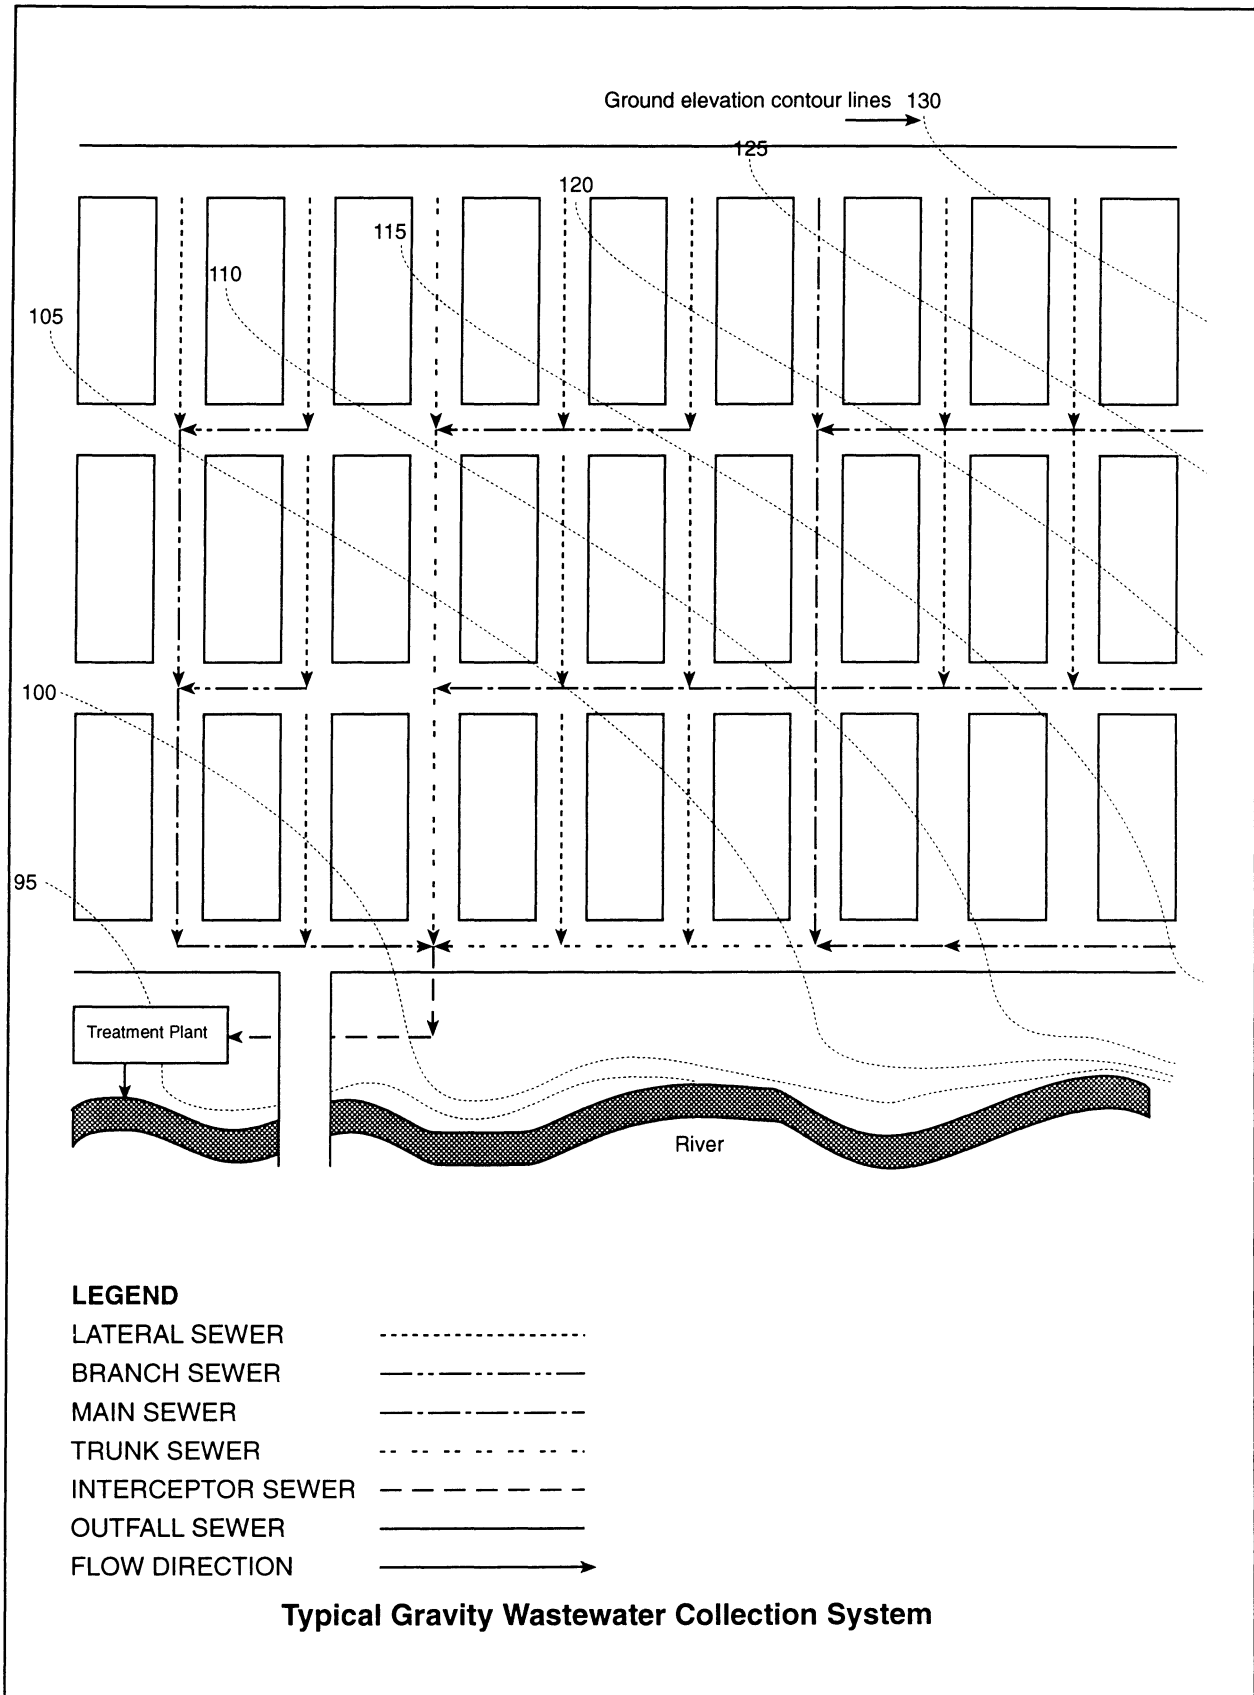 Ground elevation contour lines 130
125
120
115
110
105
100
95
Treatment Plant
River
LEGEND
LATERAL SEWER
BRANCH SEWER
MAIN SEWER
TRUNK SEWER
INTERCEPTOR SEWER
OUTFALL SEWER
FLOW DIRECTION
Typical Gravity Wastewater Collection System